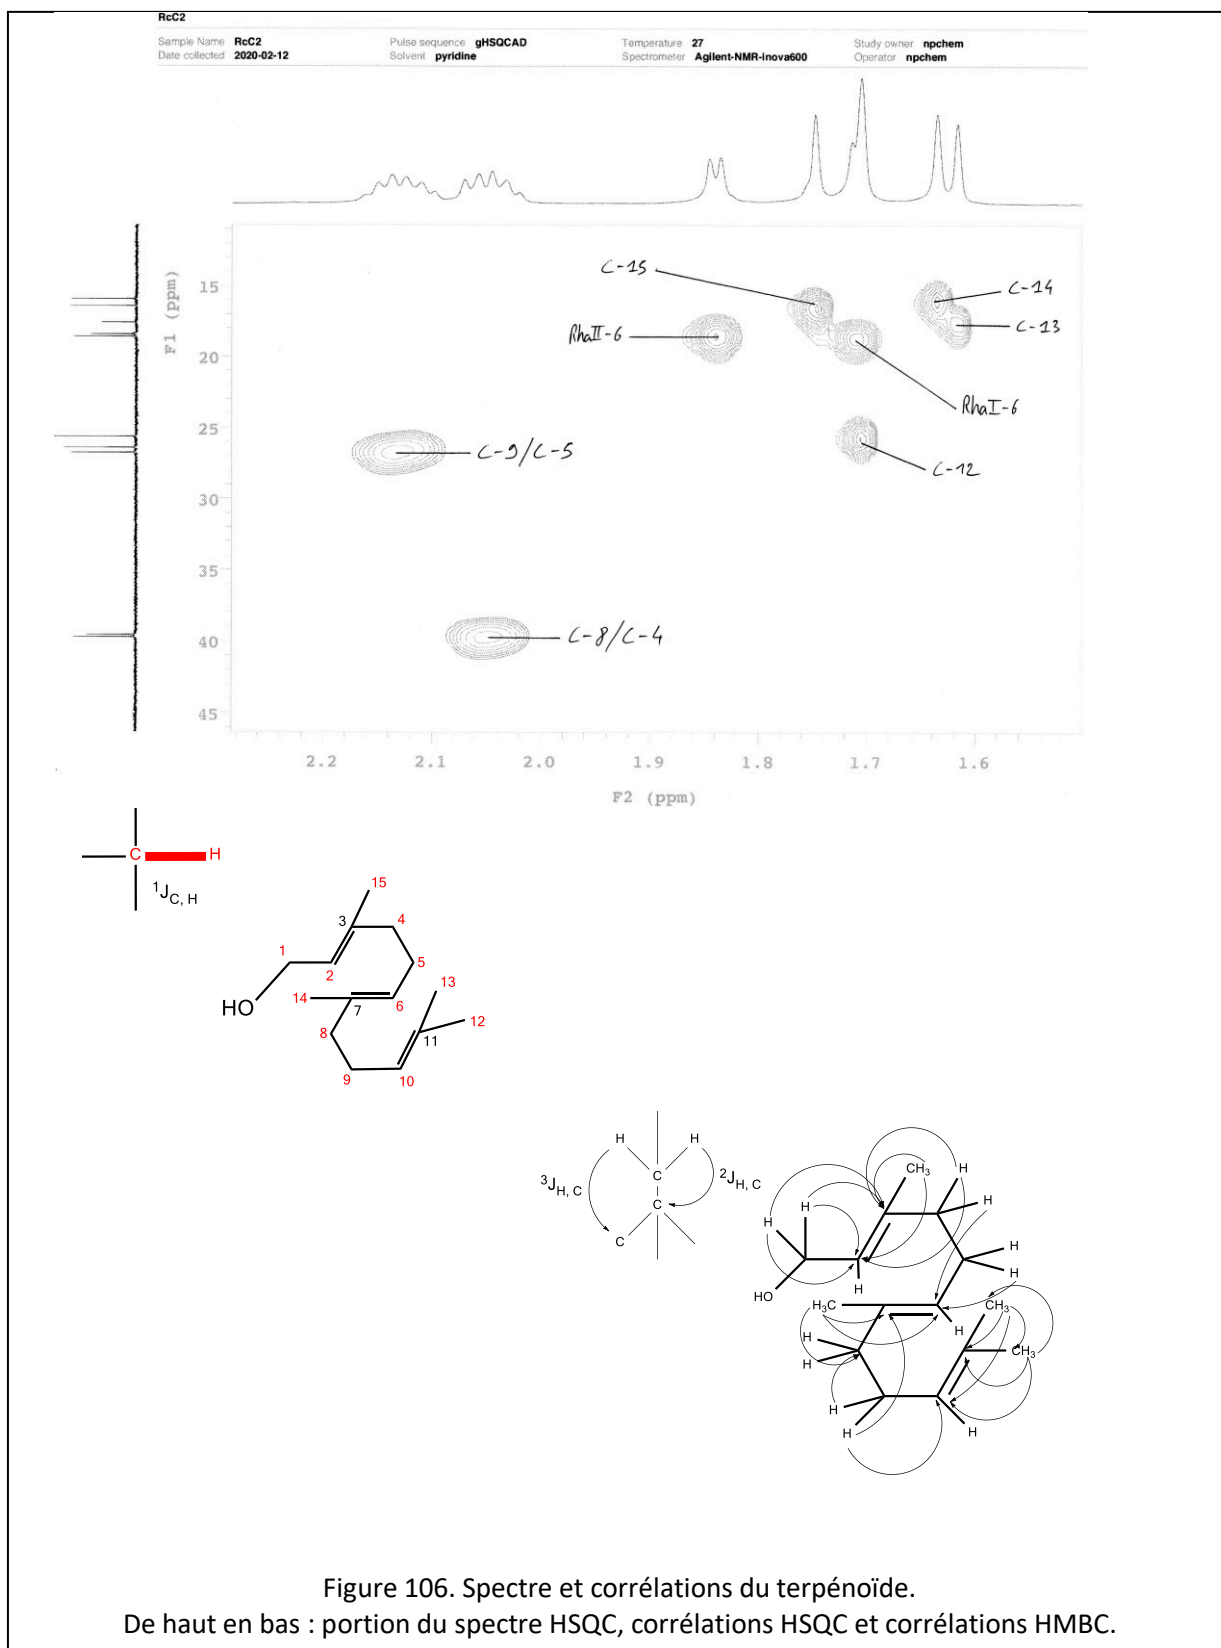 RcC2
Sample Name RcC2 Pulse sequence gHSQCAD Temperature 27 Study owner npchem
Date collected 2020-02-12 Solvent pyridine Spectrometer Agilent-NMR-inova600 Operator npchem
F1 (ppm)
15
20
25
30
35
40
45
C-15
C-14
RhaII-6
C-13
RhaI-6
C-9/C-5
C-12
C-8/C-4
2.2 2.1 2.0 1.9 1.8 1.7 1.6
F2 (ppm)
C H
1J C, H
15
3 4
1
2 5
HO 14 7 6 13
8 12
11
9 10
H H
3J H, C 2J H, C
C
C
C
CH3 H
H H
H
H
HO H H
H3C CH3
H
H
H CH3
H
H H
Figure 106. Spectre et corrélations du terpénoïde.
De haut en bas : portion du spectre HSQC, corrélations HSQC et corrélations HMBC.